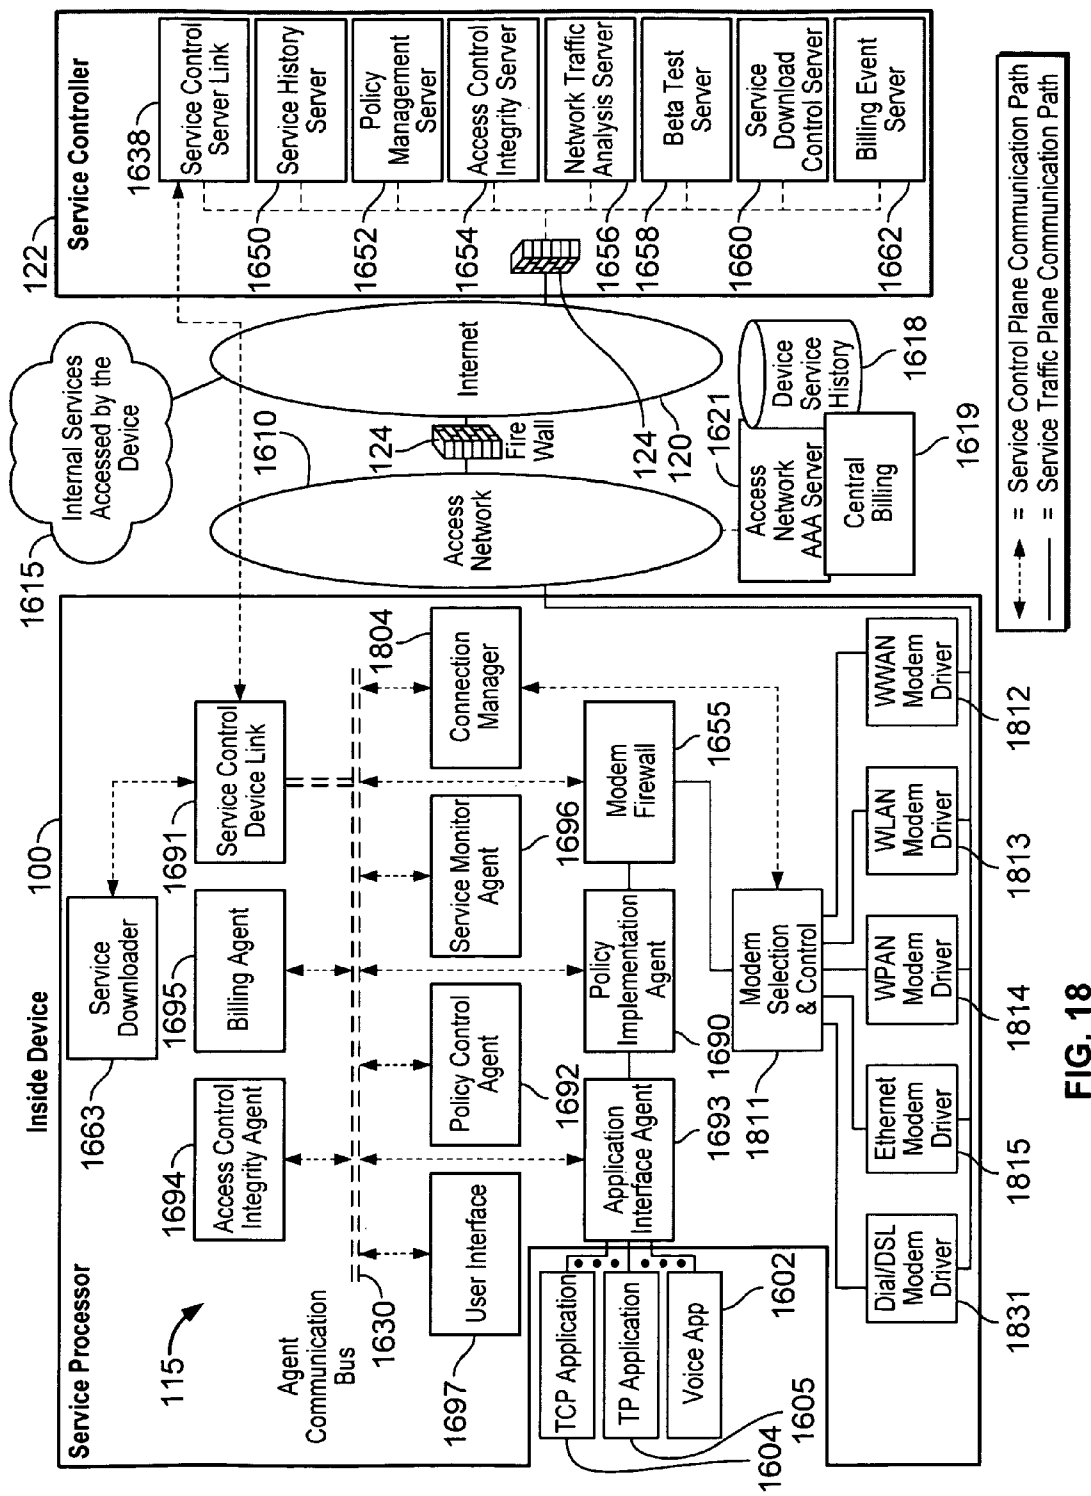 Service Processor
Inside Device
100
115
1663
Service
Downloader
1694
Access Control
Integrity Agent
1695
Billing Agent
1691
Service Control
Device Link
Agent
Communication
Bus
1630
1697
User Interface
Policy Control
Agent
1692
Service Monitor
Agent
1696
Connection
Manager
1804
TCP Application
TP Application
Voice App
1604
1605
1602
Application
Interface Agent
1693
Policy
Implementation
Agent
1690
Modem
Firewall
1655
1811
Modem
Selection
& Control
Dial/DSL
Modem
Driver
1831
Ethernet
Modem
Driver
1815
WPAN
Modem
Driver
1814
WLAN
Modem
Driver
1813
WWAN
Modem
Driver
1812
1615
Internal Services
Accessed by the
Device
1610
Access
Network
124
Fire
Wall
Internet
124
120
1621
Access
Network
AAA Server
Central
Billing
1619
Device
Service
History
1618
122
Service Controller
1638
Service Control
Server Link
1650
Service History
Server
1652
Policy
Management
Server
1654
Access Control
Integrity Server
1656
Network Traffic
Analysis Server
1658
Beta Test
Server
1660
Service
Download
Control Server
1662
Billing Event
Server
= Service Control Plane Communication Path
= Service Traffic Plane Communication Path
FIG. 18